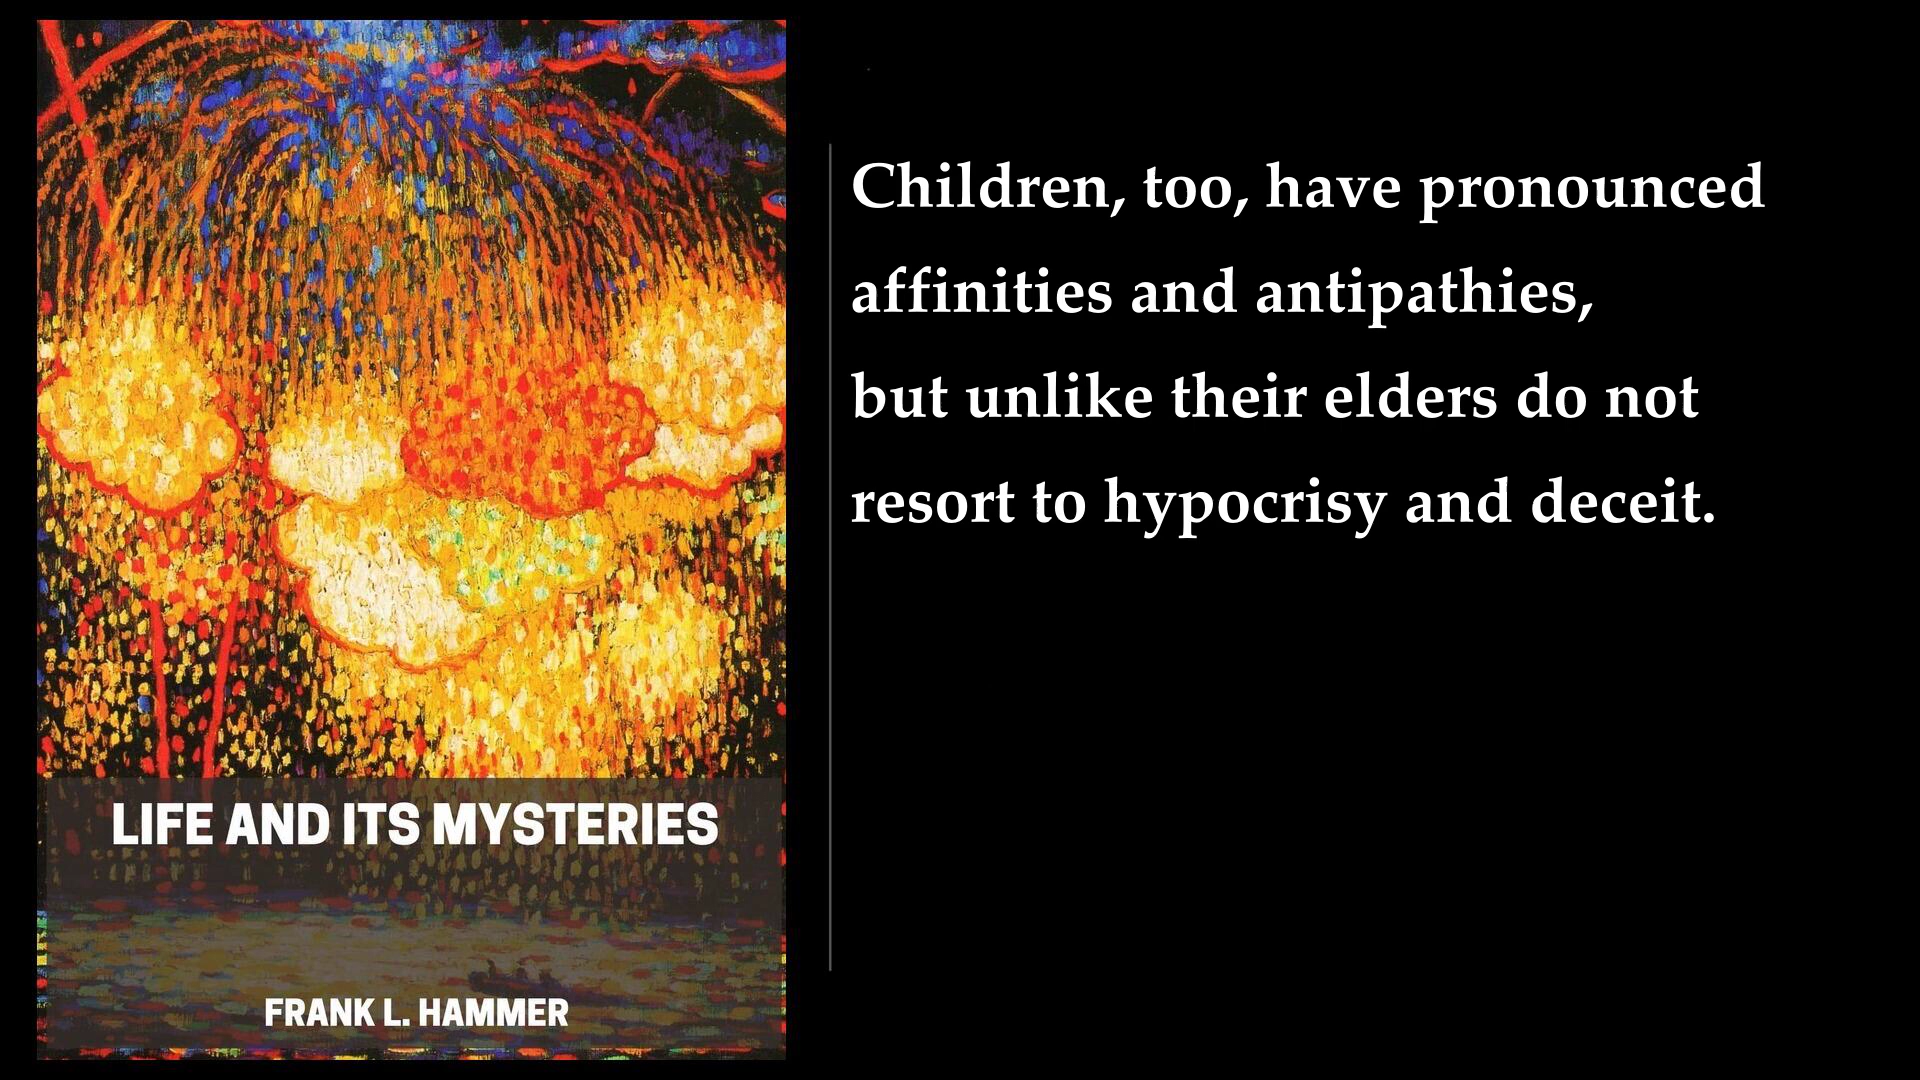 LIFE AND ITS MYSTERIES
FRANK L. HAMMER
Children, too, have pronounced
affinities and antipathies,
but unlike their elders do not
resort to hypocrisy and deceit.